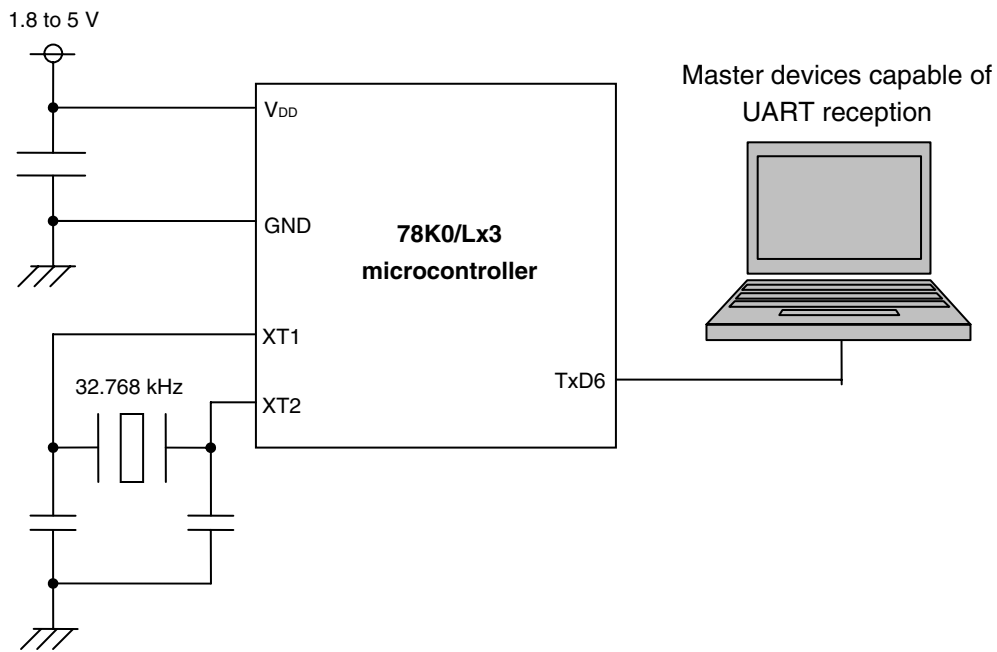 1.8 to 5 V
Master devices capable of
UART reception
VDD
GND
78K0/Lx3
microcontroller
XT1
32.768 kHz
XT2
TxD6